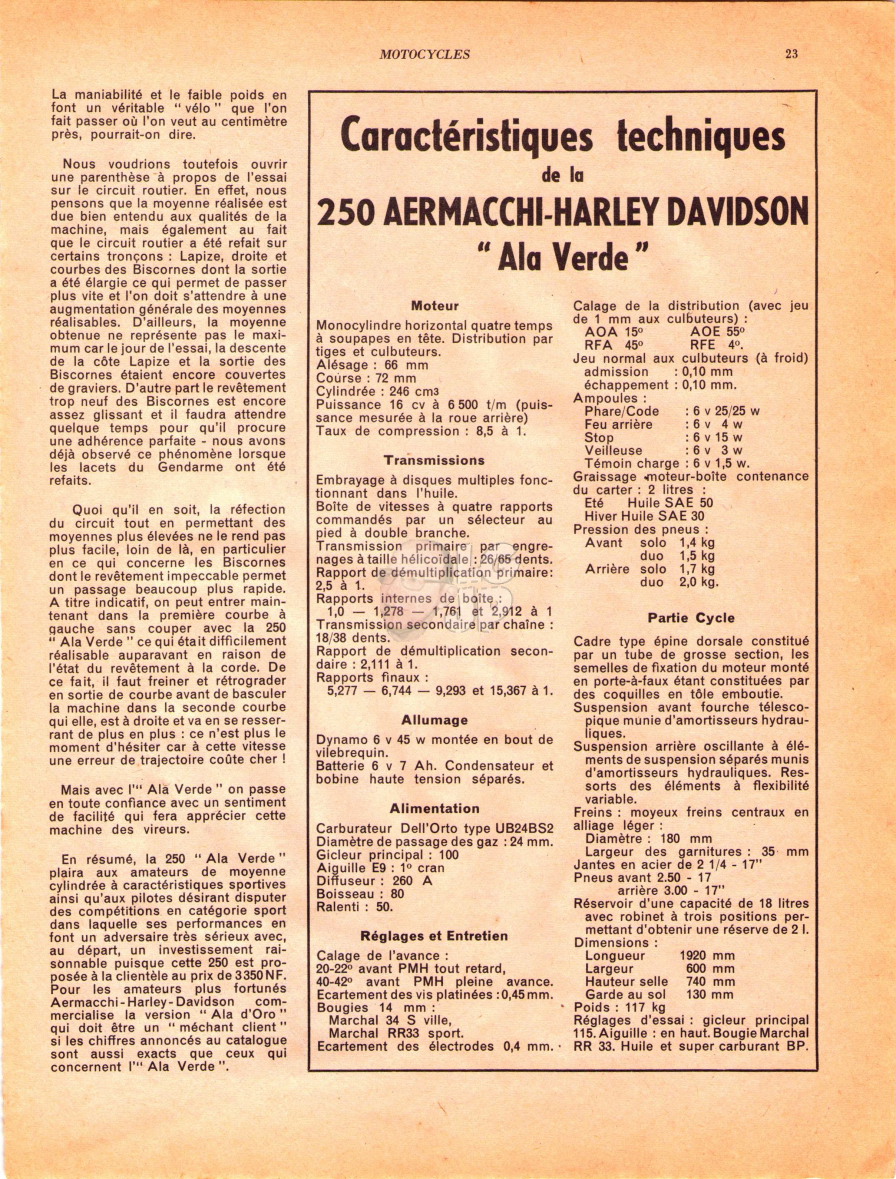 MOTOCYCLES 23
La maniabilité et le faible poids en
font un véritable “ vélo ” que l'on
fait passer où l'on veut au centimètre
près, pourrait-on dire.
Nous voudrions toutefois ouvrir
une parenthèse à propos de l'essai
sur le circuit routier. En effet, nous
pensons que la moyenne réalisée est
due bien entendu aux qualités de la
machine, mais également au fait
que le circuit routier a été refait sur
certains tronçons : Lapize, droite et
courbes des Biscornes dont la sortie
a été élargie ce qui permet de passer
plus vite et l'on doit s'attendre à une
augmentation générale des moyennes
réalisables. D'ailleurs, la moyenne
obtenue ne représente pas le maxi-
mum car le jour de l'essai, la descente
de la côte Lapize et la sortie des
Biscornes étaient encore couvertes
de graviers. D'autre part le revêtement
trop neuf des Biscornes est encore
assez glissant et il faudra attendre
quelque temps pour qu'il procure
une adhérence parfaite - nous avons
déjà observé ce phénomène lorsque
les lacets du Gendarme ont été
refaits.
Quoi qu'il en soit, la réfection
du circuit tout en permettant des
moyennes plus élevées ne le rend pas
plus facile, loin de là, en particulier
en ce qui concerne les Biscornes
dont le revêtement impeccable permet
un passage beaucoup plus rapide.
A titre indicatif, on peut entrer main-
tenant dans la première courbe à
gauche sans couper avec la 250
“ Ala Verde ” ce qui était difficilement
réalisable auparavant en raison de
l'état du revêtement à la corde. De
ce fait, il faut freiner et rétrograder
en sortie de courbe avant de basculer
la machine dans la seconde courbe
qui elle, est à droite et va en se resser-
rant de plus en plus : ce n'est plus le
moment d'hésiter car à cette vitesse
une erreur de trajectoire coûte cher !
Mais avec l'“ Ala Verde ” on passe
en toute confiance avec un sentiment
de facilité qui fera apprécier cette
machine des vireurs.
En résumé, la 250 “ Ala Verde ”
plaira aux amateurs de moyenne
cylindrée à caractéristiques sportives
ainsi qu'aux pilotes désirant disputer
des compétitions en catégorie sport
dans laquelle ses performances en
font un adversaire très sérieux avec,
au départ, un investissement rai-
sonnable puisque cette 250 est pro-
posée à la clientèle au prix de 3 350 NF.
Pour les amateurs plus fortunés
Aermacchi-Harley-Davidson com-
mercialise la version “ Ala d'Oro ”
qui doit être un “ méchant client ”
si les chiffres annoncés au catalogue
sont aussi exacts que ceux qui
concernent l'“ Ala Verde ”.
Caractéristiques techniques
de la
250 AERMACCHI-HARLEY DAVIDSON
“ Ala Verde ”
Moteur
Monocylindre horizontal quatre temps
à soupapes en tête. Distribution par
tiges et culbuteurs.
Alésage : 66 mm
Course : 72 mm
Cylindrée : 246 cm3
Puissance 16 cv à 6 500 t/m (puis-
sance mesurée à la roue arrière)
Taux de compression : 8,5 à 1.
Transmissions
Embrayage à disques multiples fonc-
tionnant dans l'huile.
Boîte de vitesses à quatre rapports
commandés par un sélecteur au
pied à double branche.
Transmission primaire par engre-
nages à taille hélicoïdale : 26/65 dents.
Rapport de démultiplication primaire:
2,5 à 1.
Rapports internes de boîte :
1,0 — 1,278 — 1,761 et 2,912 à 1
Transmission secondaire par chaîne :
18/38 dents.
Rapport de démultiplication secon-
daire : 2,111 à 1.
Rapports finaux :
5,277 — 6,744 — 9,293 et 15,367 à 1.
Allumage
Dynamo 6 v 45 w montée en bout de
vilebrequin.
Batterie 6 v 7 Ah. Condensateur et
bobine haute tension séparés.
Alimentation
Carburateur Dell'Orto type UB24BS2
Diamètre de passage des gaz : 24 mm.
Gicleur principal : 100
Aiguille E9 : 1º cran
Diffuseur : 260 A
Boisseau : 80
Ralenti : 50.
Réglages et Entretien
Calage de l'avance :
20-22º avant PMH tout retard,
40-42º avant PMH pleine avance.
Ecartement des vis platinées : 0,45 mm.
Bougies 14 mm :
Marchal 34 S ville,
Marchal RR33 sport.
Ecartement des électrodes 0,4 mm.
Calage de la distribution (avec jeu
de 1 mm aux culbuteurs) :
AOA 15º AOE 55º
RFA 45º RFE 4º.
Jeu normal aux culbuteurs (à froid)
admission : 0,10 mm
échappement : 0,10 mm.
Ampoules :
Phare/Code : 6 v 25/25 w
Feu arrière : 6 v 4 w
Stop : 6 v 15 w
Veilleuse : 6 v 3 w
Témoin charge : 6 v 1,5 w.
Graissage moteur-boîte contenance
du carter : 2 litres :
Eté Huile SAE 50
Hiver Huile SAE 30
Pression des pneus :
Avant solo 1,4 kg
duo 1,5 kg
Arrière solo 1,7 kg
duo 2,0 kg.
Partie Cycle
Cadre type épine dorsale constitué
par un tube de grosse section, les
semelles de fixation du moteur monté
en porte-à-faux étant constituées par
des coquilles en tôle emboutie.
Suspension avant fourche télesco-
pique munie d'amortisseurs hydrau-
liques.
Suspension arrière oscillante à élé-
ments de suspension séparés munis
d'amortisseurs hydrauliques. Res-
sorts des éléments à flexibilité
variable.
Freins : moyeux freins centraux en
alliage léger :
Diamètre : 180 mm
Largeur des garnitures : 35 mm
Jantes en acier de 2 1/4 - 17"
Pneus avant 2.50 - 17
arrière 3.00 - 17"
Réservoir d'une capacité de 18 litres
avec robinet à trois positions per-
mettant d'obtenir une réserve de 2 l.
Dimensions :
Longueur 1920 mm
Largeur 600 mm
Hauteur selle 740 mm
Garde au sol 130 mm
Poids : 117 kg
Réglages d'essai : gicleur principal
115. Aiguille : en haut. Bougie Marchal
RR 33. Huile et super carburant BP.